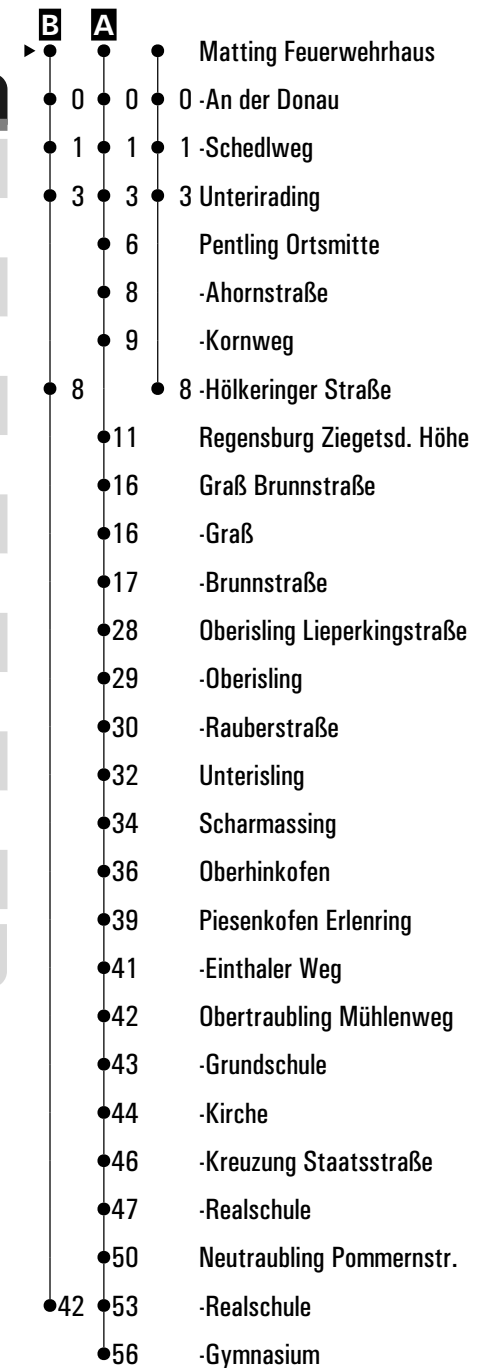 B A
Matting Feuerwehrhaus
0 0 0 -An der Donau
1 1 1 -Schedlweg
3 3 3 Unterirading
6 Pentling Ortsmitte
8 -Ahornstraße
9 -Kornweg
8 8 -Hölkeringer Straße
11 Regensburg Ziegetsd. Höhe
16 Graß Brunnstraße
16 -Graß
17 -Brunnstraße
28 Oberisling Lieperkingstraße
29 -Oberisling
30 -Rauberstraße
32 Unterisling
34 Scharmassing
36 Oberhinkofen
39 Piesenkofen Erlenring
41 -Einthaler Weg
42 Obertraubling Mühlenweg
43 -Grundschule
44 -Kirche
46 -Kreuzung Staatsstraße
47 -Realschule
50 Neutraubling Pommernstr.
42 53 -Realschule
56 -Gymnasium